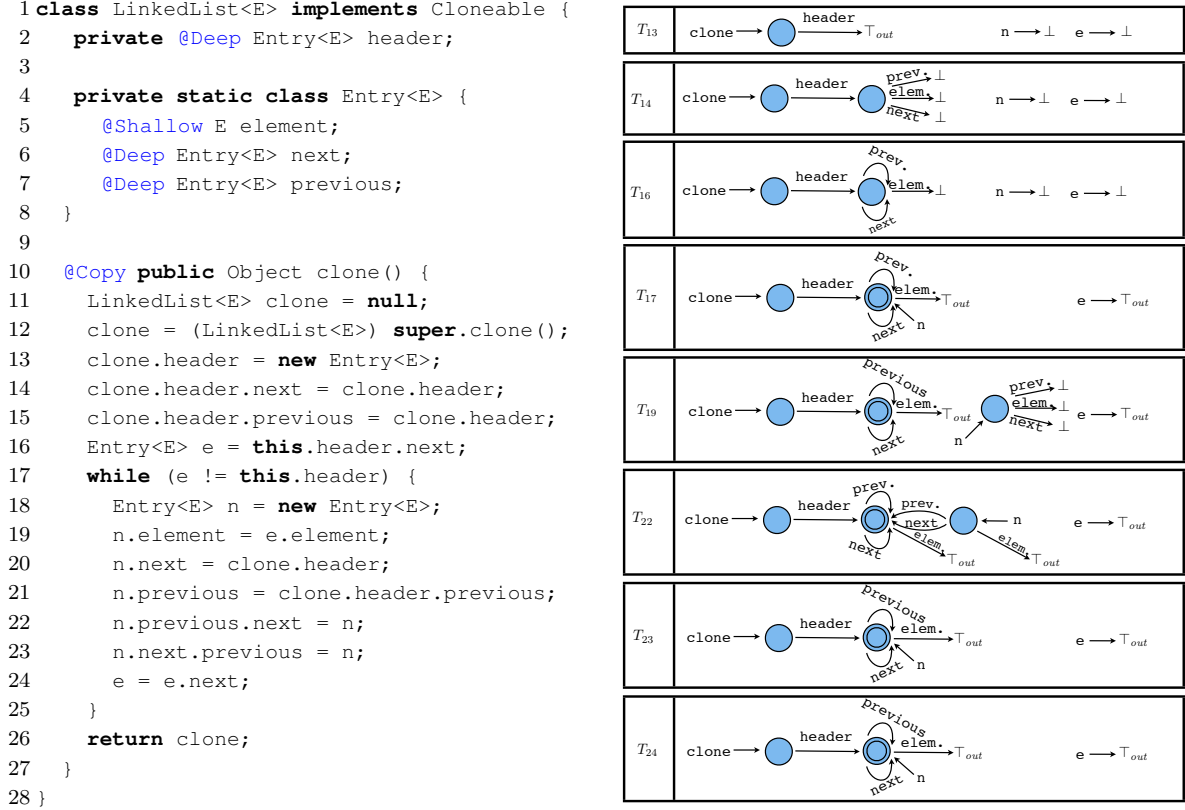 1 class LinkedList<E> implements Cloneable {
2 private @Deep Entry<E> header;
3
4 private static class Entry<E> {
5 @Shallow E element;
6 @Deep Entry<E> next;
7 @Deep Entry<E> previous;
8 }
9
10 @Copy public Object clone() {
11 LinkedList<E> clone = null;
12 clone = (LinkedList<E>) super.clone();
13 clone.header = new Entry<E>;
14 clone.header.next = clone.header;
15 clone.header.previous = clone.header;
16 Entry<E> e = this.header.next;
17 while (e != this.header) {
18 Entry<E> n = new Entry<E>;
19 n.element = e.element;
20 n.next = clone.header;
21 n.previous = clone.header.previous;
22 n.previous.next = n;
23 n.next.previous = n;
24 e = e.next;
25 }
26 return clone;
27 }
28 }
T13 clone header ⊤out n ⊥ e ⊥
T14 clone header prev. ⊥ elem. ⊥ next ⊥ n ⊥ e ⊥
T16 clone header prev. elem. ⊥ next n ⊥ e ⊥
T17 clone header prev. elem. ⊤out next n e ⊤out
T19 clone header previous elem. ⊤out next n prev. ⊥ elem. ⊥ next ⊥ e ⊤out
T22 clone header prev. next elem. ⊤out prev. next elem. ⊤out n e ⊤out
T23 clone header previous elem. ⊤out next n e ⊤out
T24 clone header previous elem. ⊤out next n e ⊤out